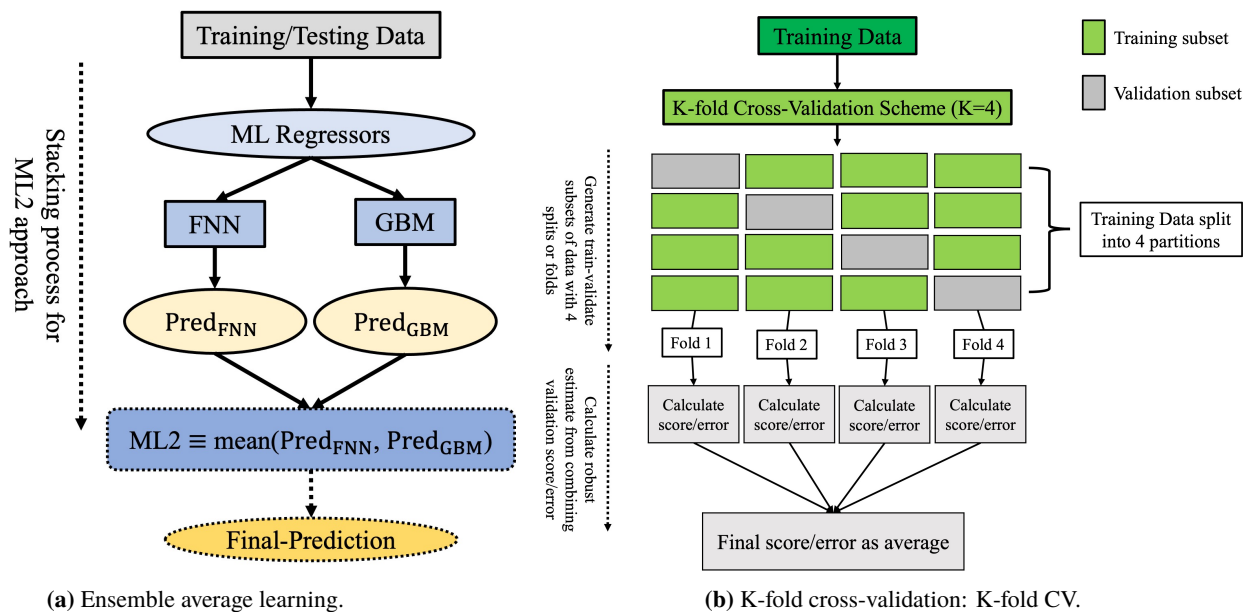 Training/Testing Data
ML Regressors
FNN
GBM
Pred_FNN
Pred_GBM
ML2 ≡ mean(Pred_FNN, Pred_GBM)
Final-Prediction
Stacking process for
ML2 approach
(a) Ensemble average learning.
Training Data
K-fold Cross-Validation Scheme (K=4)
Training subset
Validation subset
Generate train-validate
subsets of data with 4
splits or folds
Training Data split
into 4 partitions
Fold 1
Fold 2
Fold 3
Fold 4
Calculate
score/error
Calculate
score/error
Calculate
score/error
Calculate
score/error
Calculate robust
estimate from combining
validation score/error
Final score/error as average
(b) K-fold cross-validation: K-fold CV.